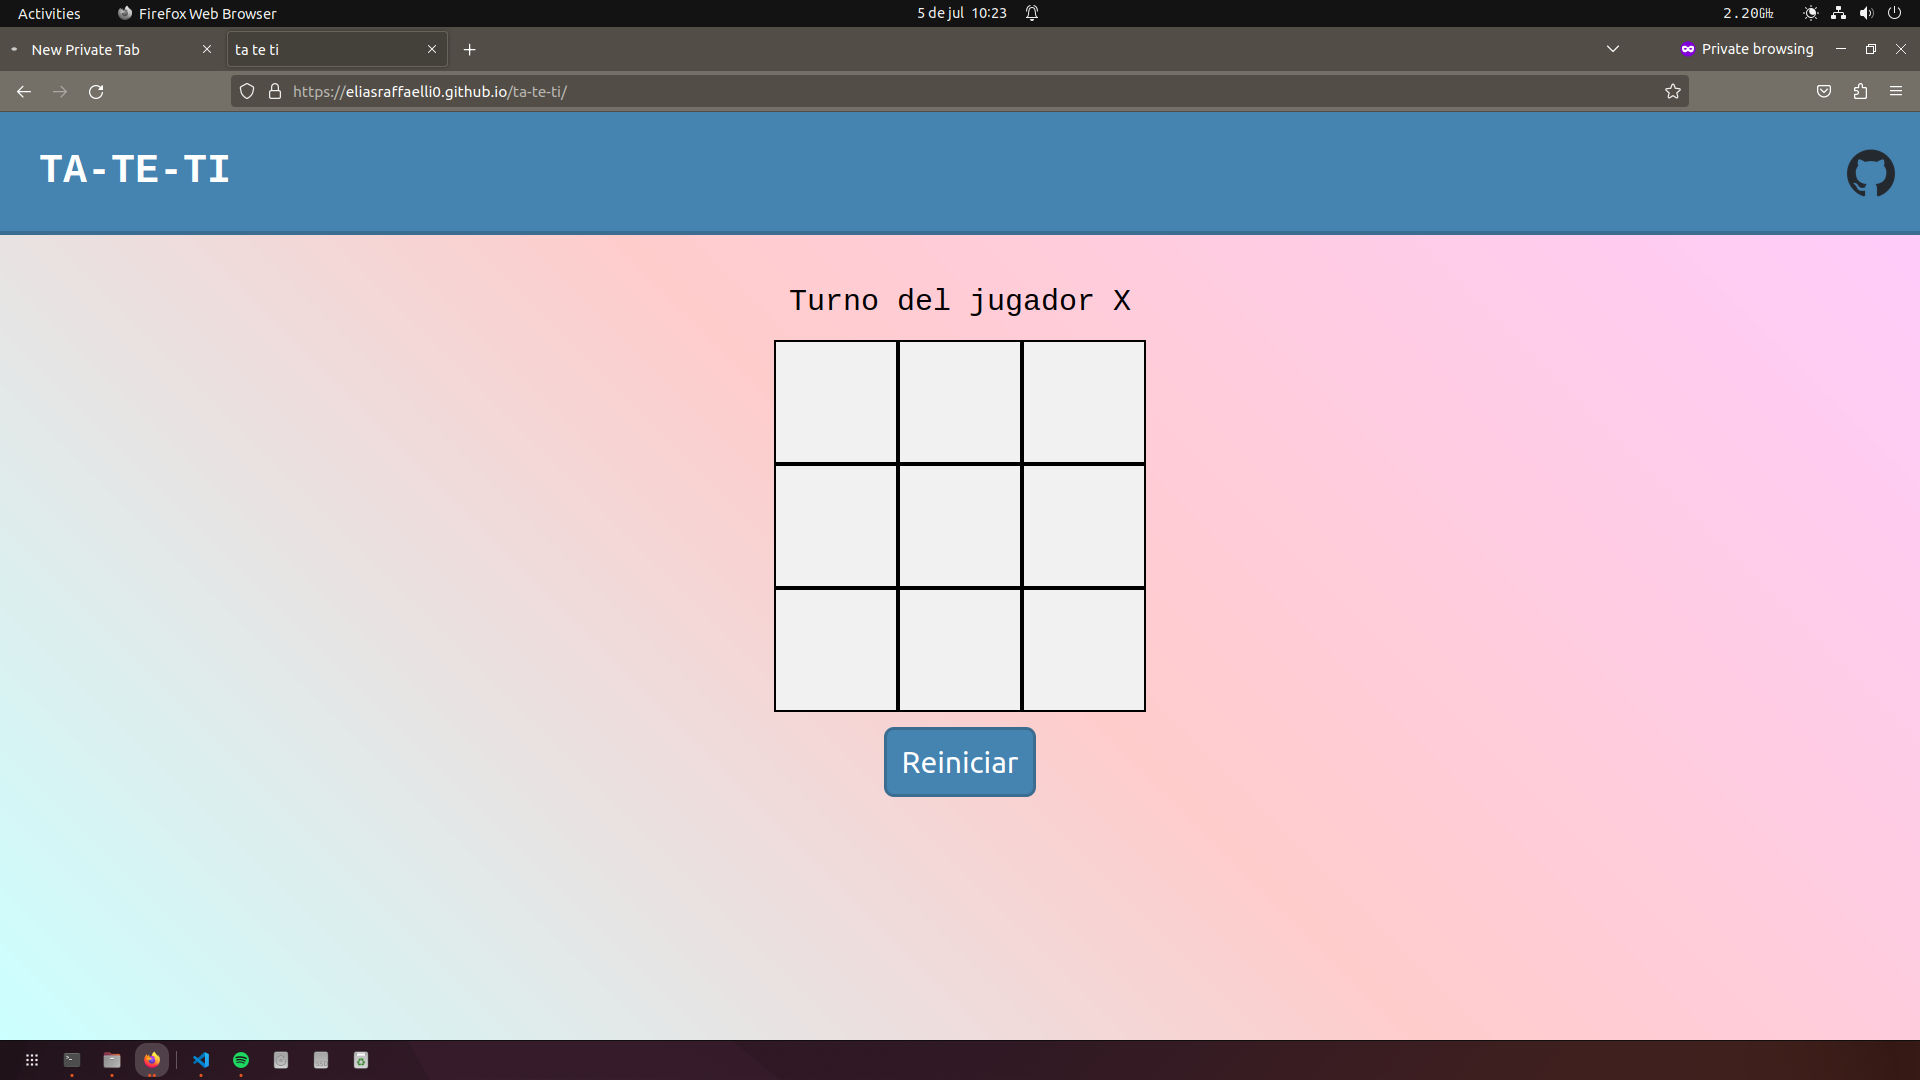 Activities
Firefox Web Browser
5 de jul 10:23
2.20GHz
New Private Tab
ta te ti
Private browsing
https://eliasraffaelli0.github.io/ta-te-ti/
TA-TE-TI
Turno del jugador X
Reiniciar